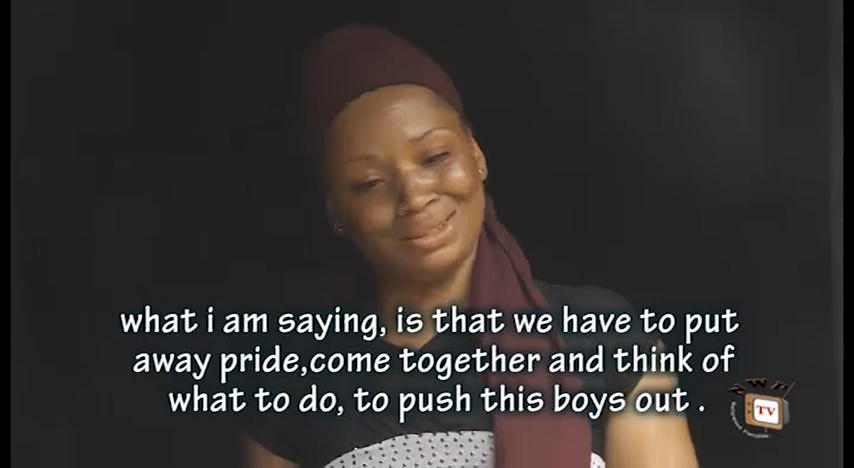 what i am saying, is that we have to put
away pride,come together and think of
what to do, to push this boys out .
NWP
TV